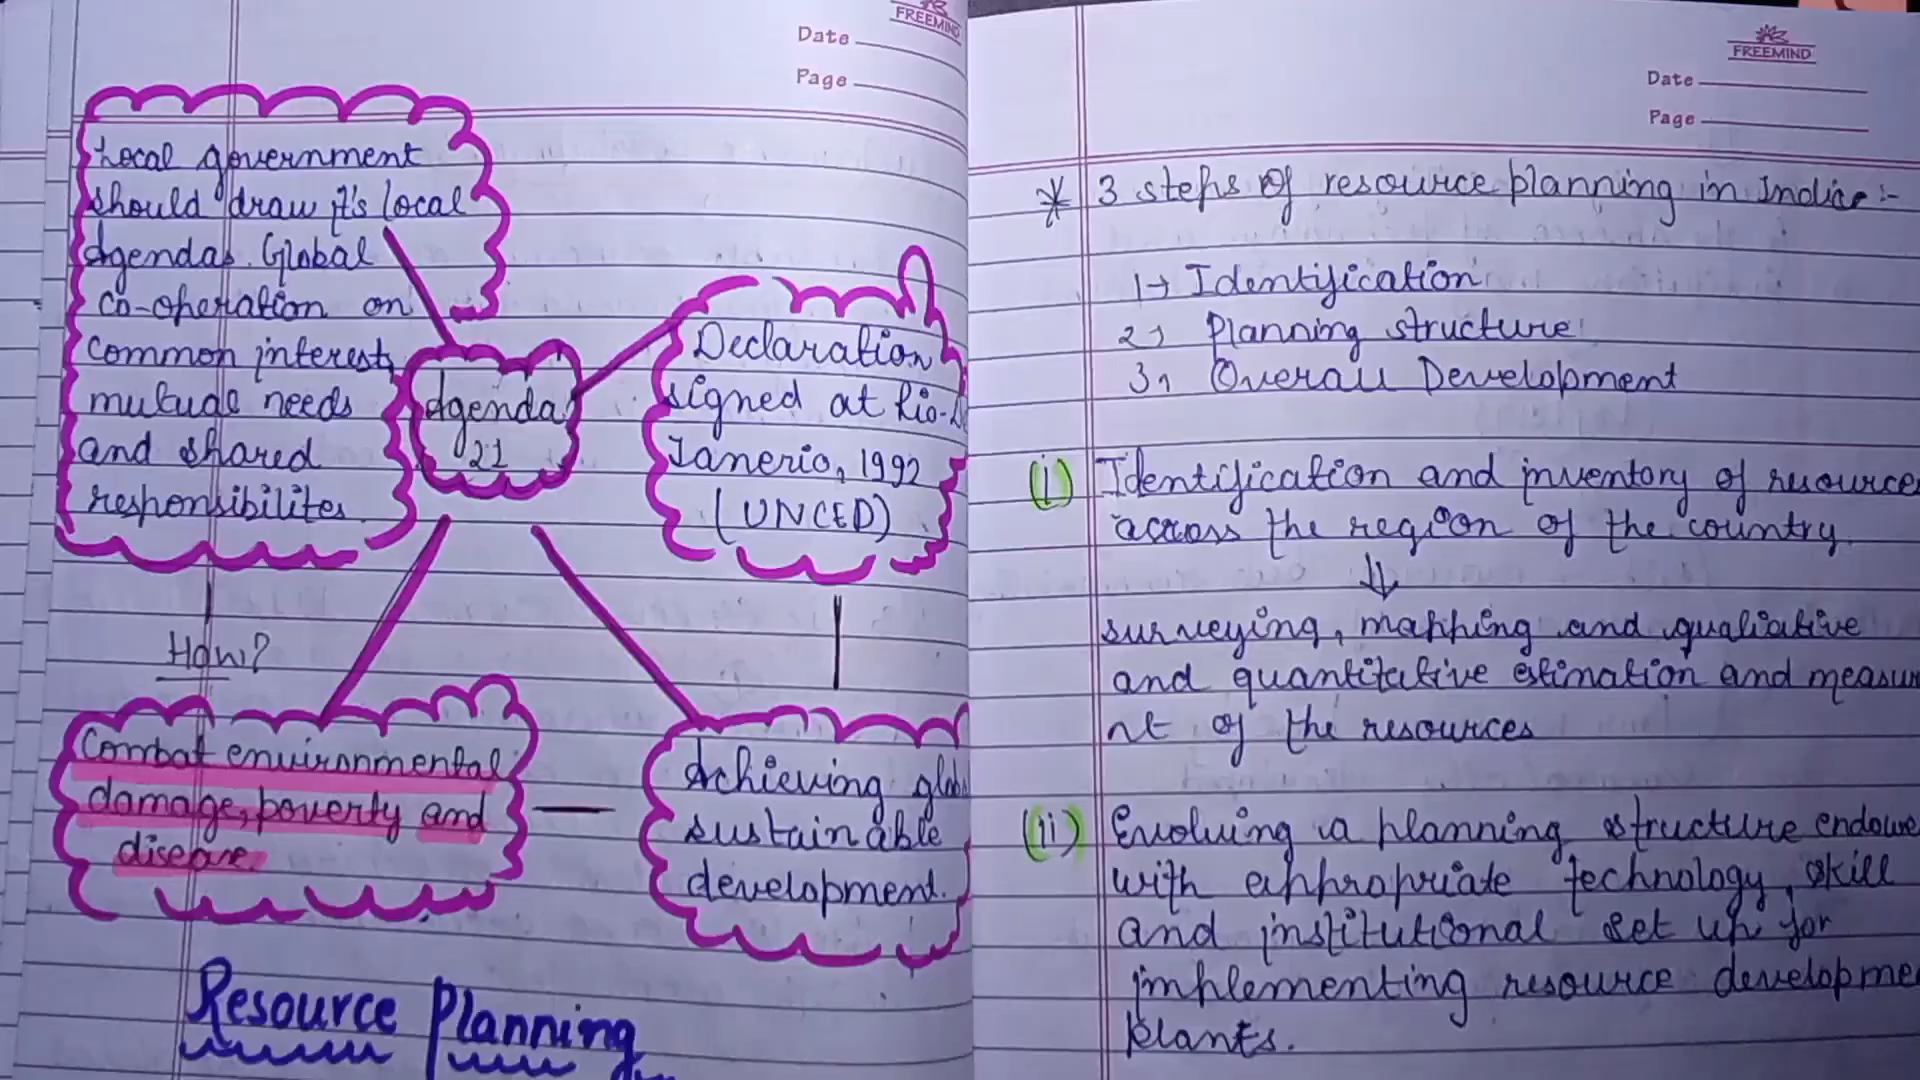 FREEMIND
Date
Page
Local government
should draw it's local
Agendas. Global
co-operation on
common interest,
mutual needs
and shared
responsibilites.
Agenda
21
Declaration
signed at Rio-
Janerio, 1992
(UNCED)
How?
Combat environmental
damage, poverty and
disease.
Achieving glob
sustainable
development.
Resource Planning
FREEMIND
Date
Page
* 3 steps of resource planning in India :-
1→ Identification
2→ Planning structure
3→ Overall Development
(i) Identification and inventory of resource
across the region of the country.
⇓
surveying, mapping and qualiative
and quantitative estimation and measur
nt of the resources
(ii) Evolving a planning structure endowe
with appropriate technology, skill
and institutional set up for
implementing resource developme
plants.